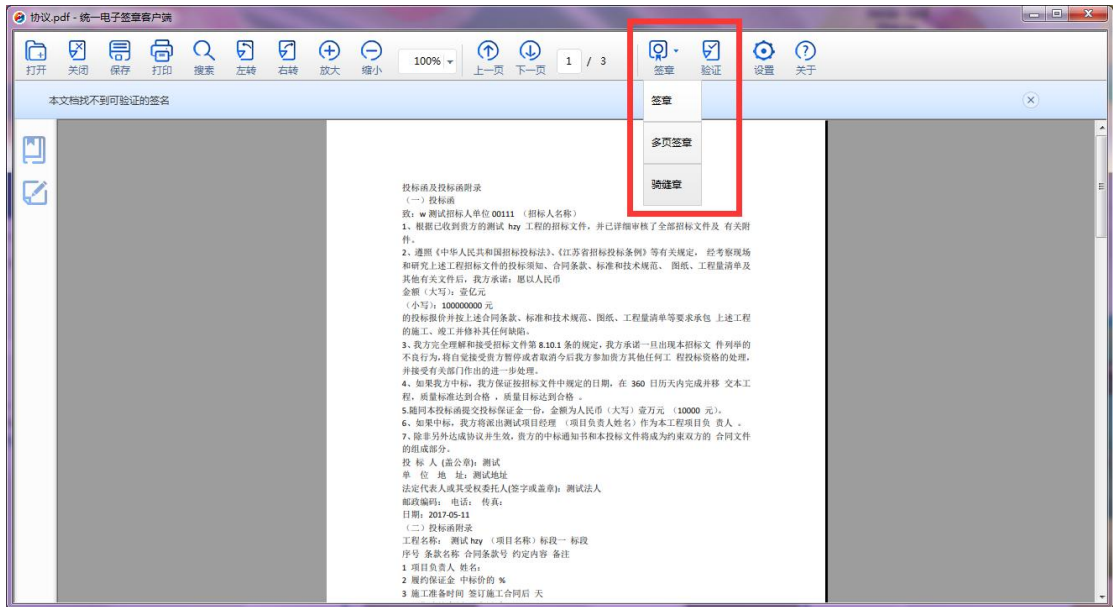 协议.pdf - 统一电子签章客户端
打开 关闭 保存 打印 搜索 左转 右转 放大 缩小 100% 上一页 下一页 1 / 3 签章 验证 设置 关于
本文档找不到可验证的签名
签章
多页签章
骑缝章
投标函及投标函附录
（一）投标函
致：w 测试招标人单位 00111 （招标人名称）
1、根据已收到贵方的测试 hzy 工程的招标文件，并已详细审核了全部招标文件及 有关附
件。
2、遵照《中华人民共和国招标投标法》、《江苏省招标投标条例》等有关规定， 经考察现场
和研究上述工程招标文件的投标须知、合同条款、标准和技术规范、 图纸、工程量清单及
其他有关文件后，我方承诺：愿以人民币
金额（大写）：壹亿元
（小写）：100000000 元
的投标报价并按上述合同条款、标准和技术规范、图纸、工程量清单等要求承包 上述工程
的施工、竣工并修补其任何缺陷。
3、我方完全理解和接受招标文件第 8.10.1 条的规定，我方承诺一旦出现本招标文 件列举的
不良行为，将自觉接受贵方暂停或者取消今后我方参加贵方其他任何工 程投标资格的处理，
并接受有关部门作出的进一步处理。
4、如果我方中标，我方保证按招标文件中规定的日期，在 360 日历天内完成并移 交本工
程，质量标准达到合格 ，质量目标达到合格 。
5.随同本投标函提交投标保证金一份，金额为人民币（大写）壹万元 （10000 元）。
6、如果中标，我方将派出测试项目经理 （项目负责人姓名）作为本工程项目负 责人 。
7、除非另外达成协议并生效，贵方的中标通知书和本投标文件将成为约束双方的 合同文件
的组成部分。
投 标 人 (盖公章)：测试
单 位 地 址：测试地址
法定代表人或其受权委托人(签字或盖章)：测试法人
邮政编码： 电话： 传真：
日期：2017-05-11
（二）投标函附录
工程名称： 测试 hzy （项目名称）标段一 标段
序号 条款名称 合同条款号 约定内容 备注
1 项目负责人 姓名：
2 履约保证金 中标价的 %
3 施工准备时间 签订施工合同后 天